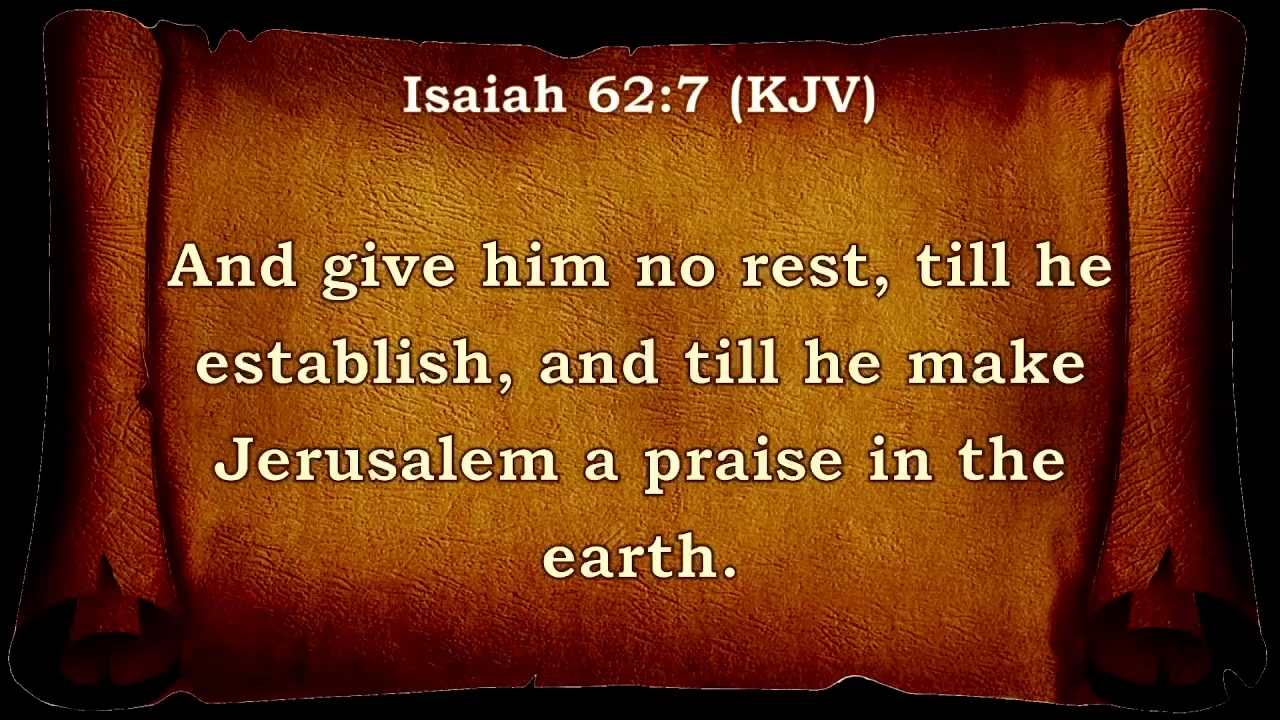 Isaiah 62:7 (KJV)
And give him no rest, till he
establish, and till he make
Jerusalem a praise in the
earth.